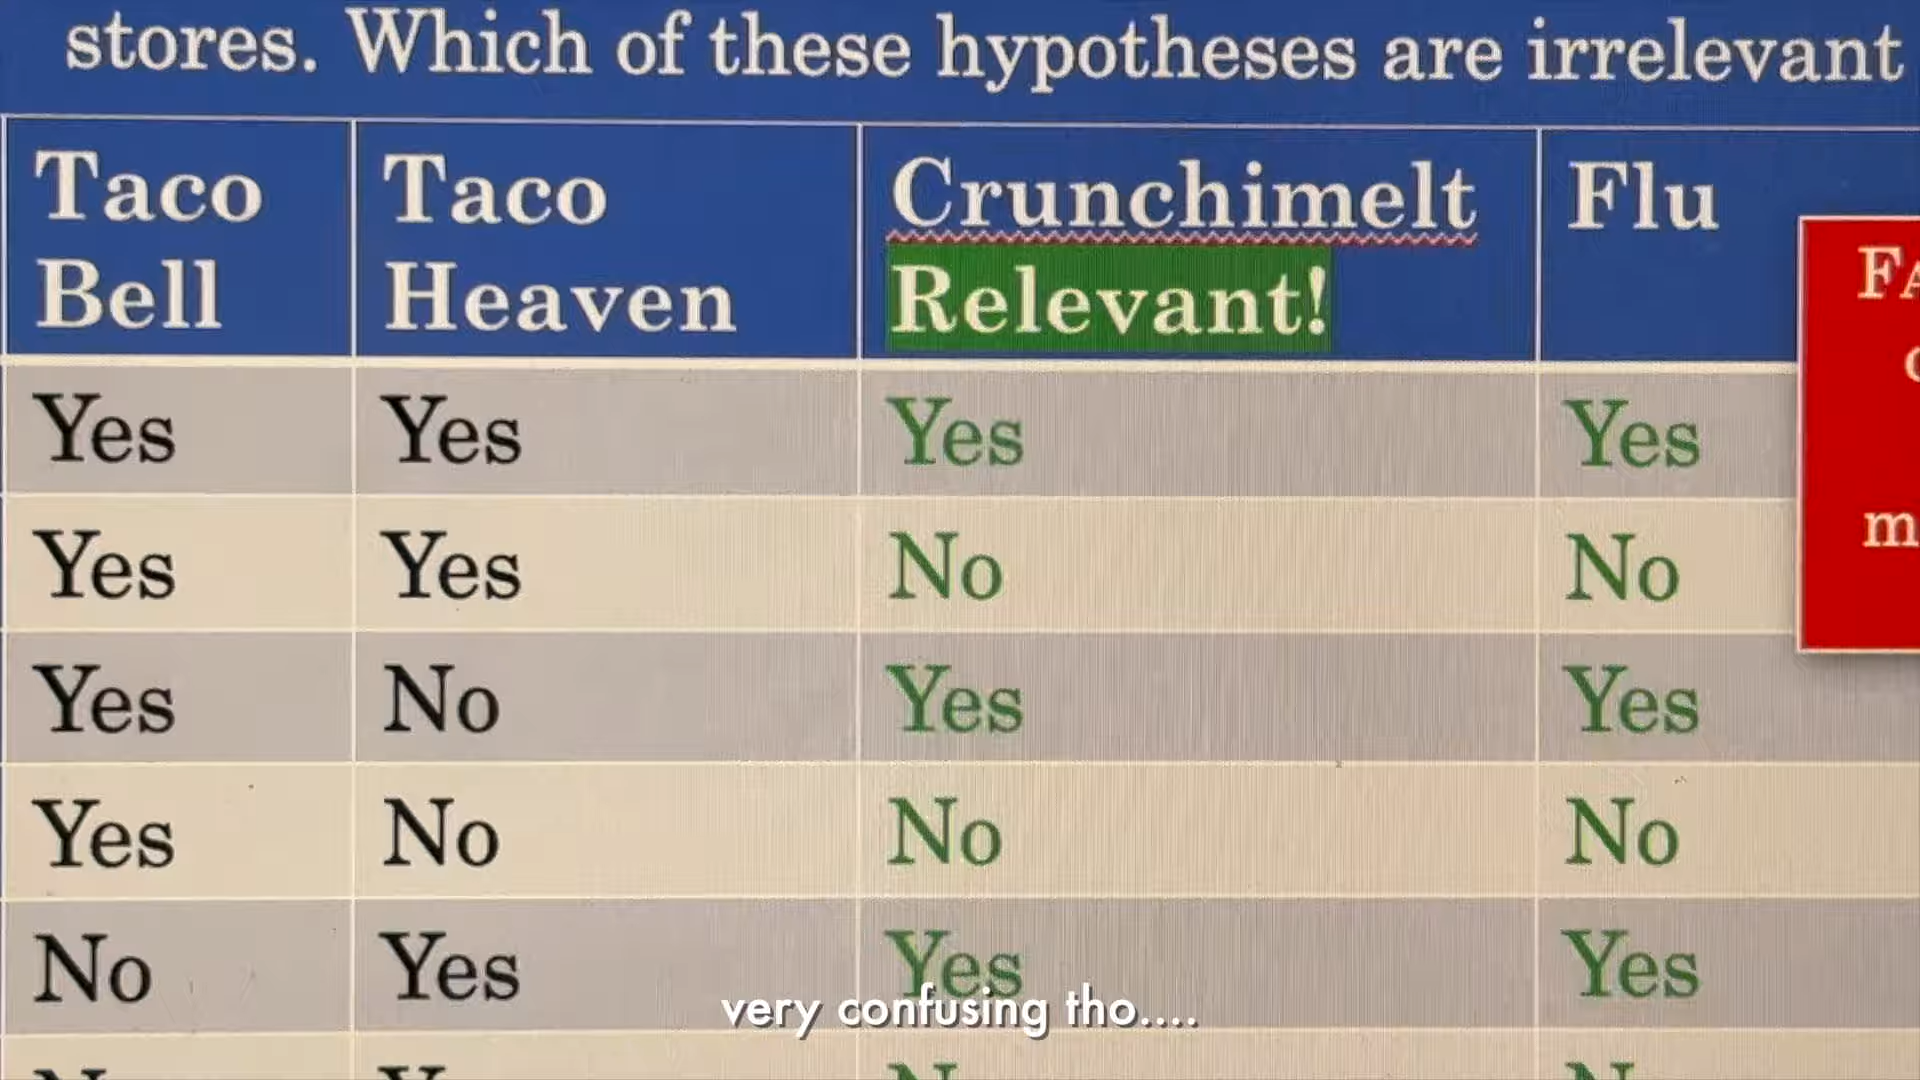 stores. Which of these hypotheses are irrelevant
Taco Bell
Taco Heaven
Crunchimelt
Relevant!
Flu
Yes Yes Yes Yes
Yes Yes No No
Yes No Yes Yes
Yes No No No
No Yes Yes Yes
very confusing tho....